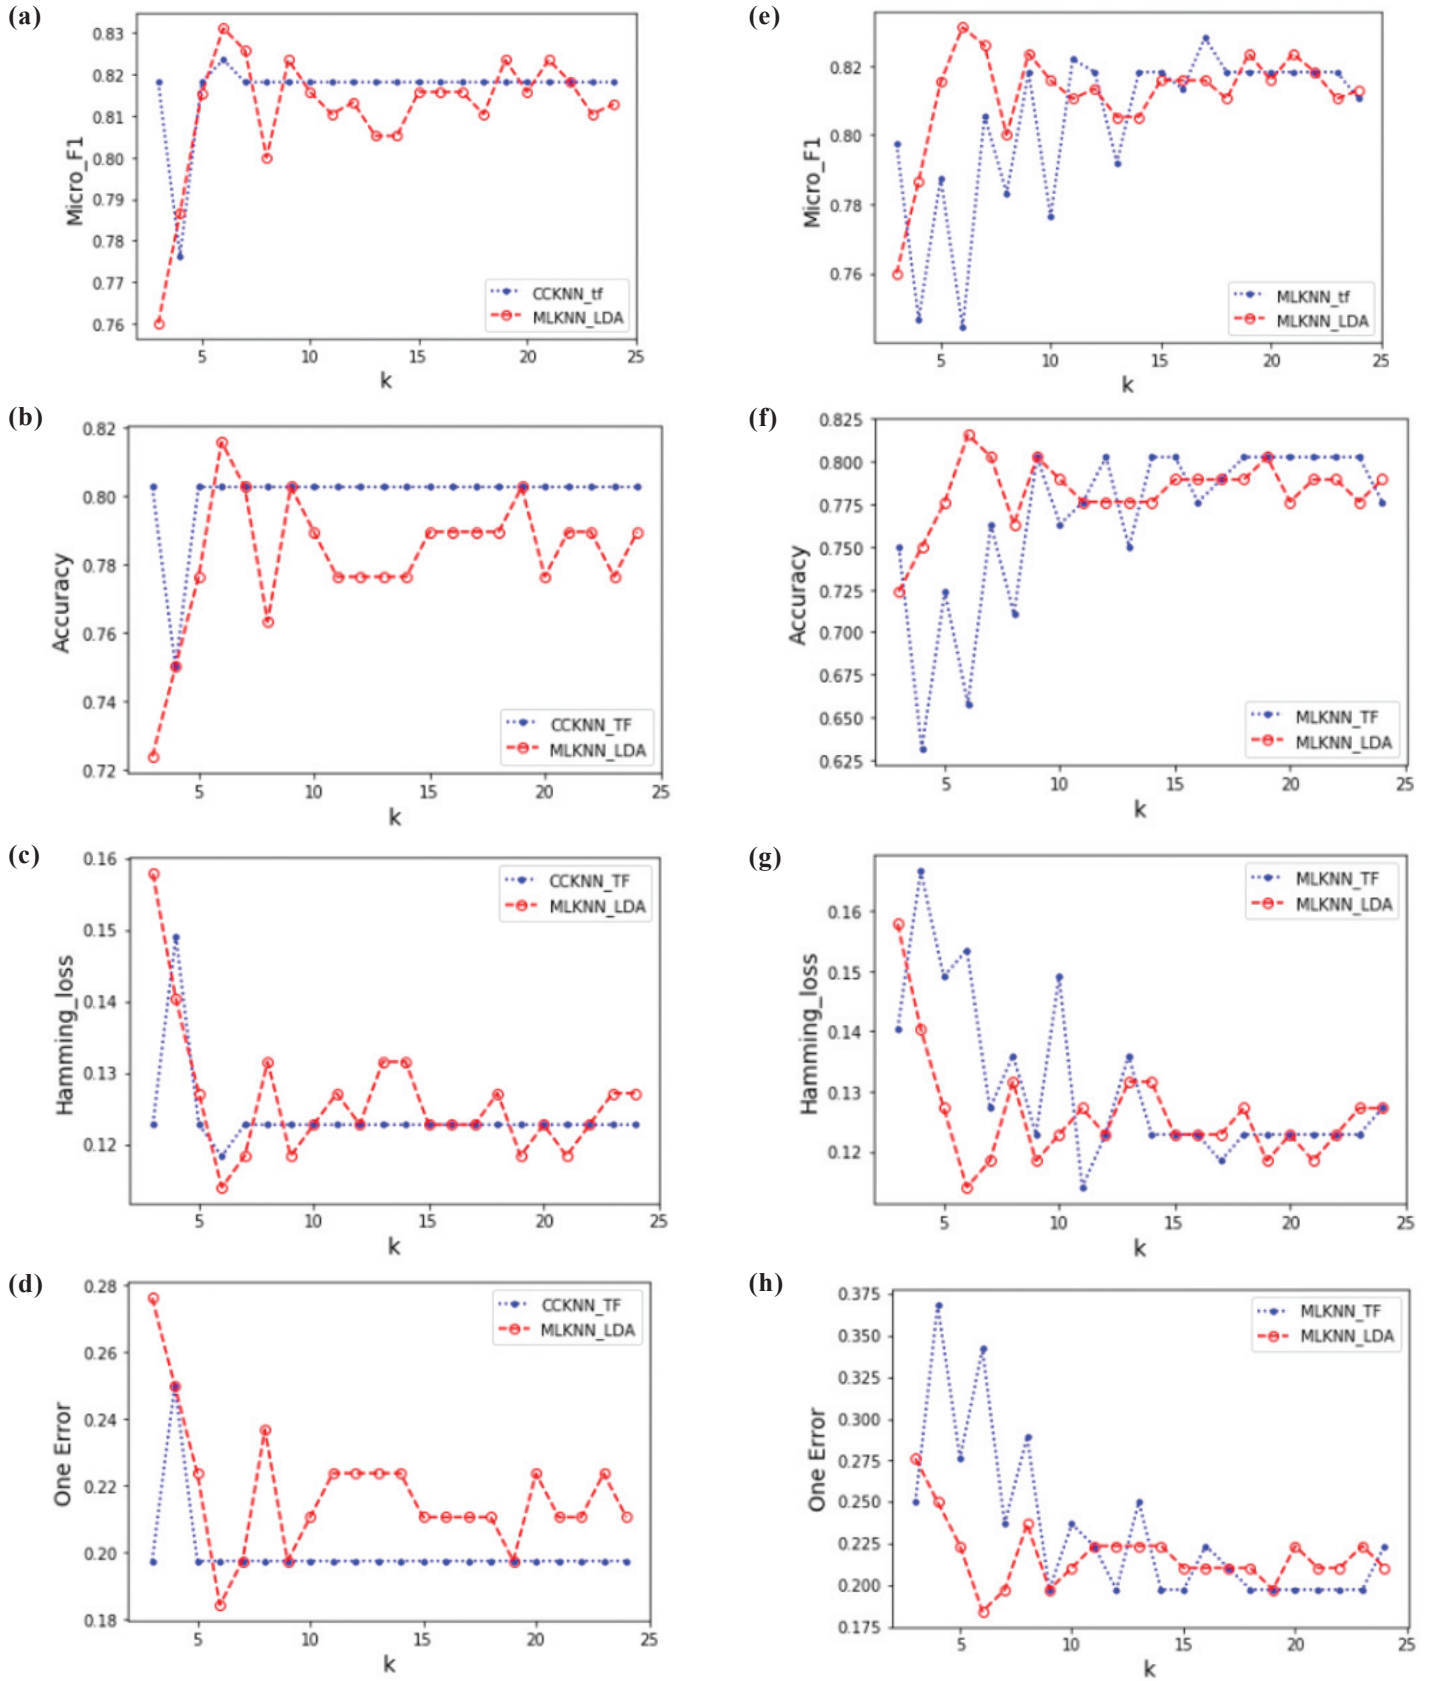 (a)
0.83
0.82
0.81
0.80
0.79
0.78
0.77
0.76
Micro_F1
CCKNN_tf
MLKNN_LDA
5
10
15
20
25
k
(e)
0.82
0.80
0.78
0.76
Micro_F1
MLKNN_tf
MLKNN_LDA
5
10
15
20
25
k
(b)
0.82
0.80
0.78
0.76
0.74
0.72
Accuracy
CCKNN_TF
MLKNN_LDA
5
10
15
20
25
k
(f)
0.825
0.800
0.775
0.750
0.725
0.700
0.675
0.650
0.625
Accuracy
MLKNN_TF
MLKNN_LDA
5
10
15
20
25
k
(c)
0.16
0.15
0.14
0.13
0.12
Hamming_loss
CCKNN_TF
MLKNN_LDA
5
10
15
20
25
k
(g)
0.16
0.15
0.14
0.13
0.12
Hamming_loss
MLKNN_TF
MLKNN_LDA
5
10
15
20
25
k
(d)
0.28
0.26
0.24
0.22
0.20
0.18
One Error
CCKNN_TF
MLKNN_LDA
5
10
15
20
25
k
(h)
0.375
0.350
0.325
0.300
0.275
0.250
0.225
0.200
0.175
One Error
MLKNN_TF
MLKNN_LDA
5
10
15
20
25
k